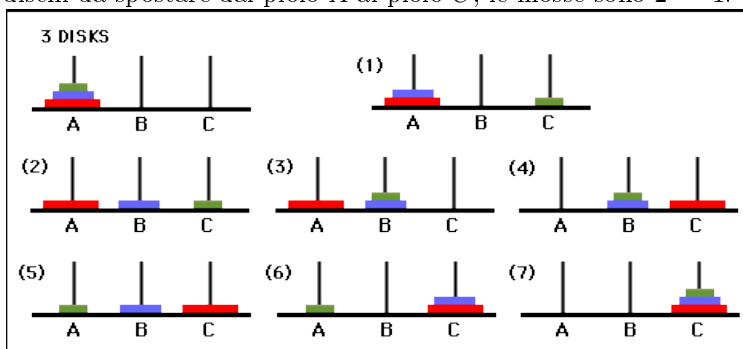 dischi da spostare dal piolo A al piolo C, le mosse sono 2
3 DISKS
A B C
(1)
A B C
(2)
A B C
(3)
A B C
(4)
A B C
(5)
A B C
(6)
A B C
(7)
A B C